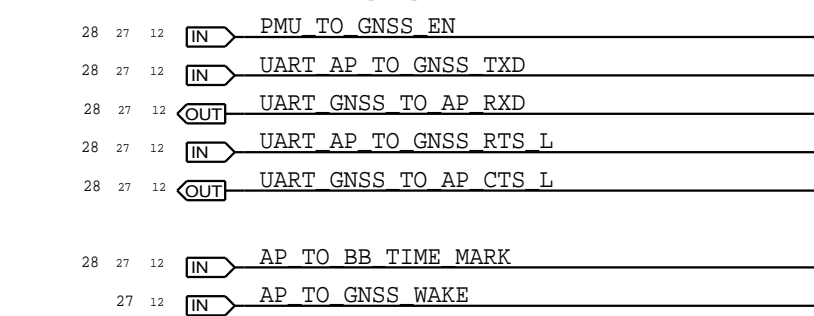 28 27 12 IN PMU_TO_GNSS_EN
28 27 12 IN UART_AP_TO_GNSS_TXD
28 27 12 OUT UART_GNSS_TO_AP_RXD
28 27 12 IN UART_AP_TO_GNSS_RTS_L
28 27 12 OUT UART_GNSS_TO_AP_CTS_L
28 27 12 IN AP_TO_BB_TIME_MARK
27 12 IN AP_TO_GNSS_WAKE